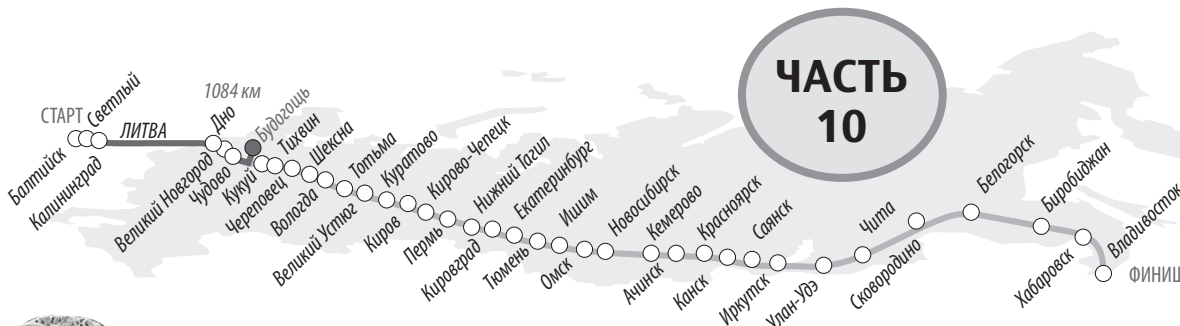 ЧАСТЬ
10
СТАРТ
Балтийск
Светлый
Калининград
ЛИТВА
1084 км
Дно
Великий Новгород
Чудово
Будогощь
Кукуй
Тихвин
Череповец
Шексна
Вологда
Тотьма
Великий Устюг
Куратово
Киров
Кирово-Чепецк
Пермь
Нижний Тагил
Кировград
Екатеринбург
Тюмень
Ишим
Омск
Новосибирск
Кемерово
Ачинск
Красноярск
Канск
Саянск
Иркутск
Улан-Удэ
Чита
Сковородино
Белогорск
Биробиджан
Хабаровск
Владивосток
ФИНИШ